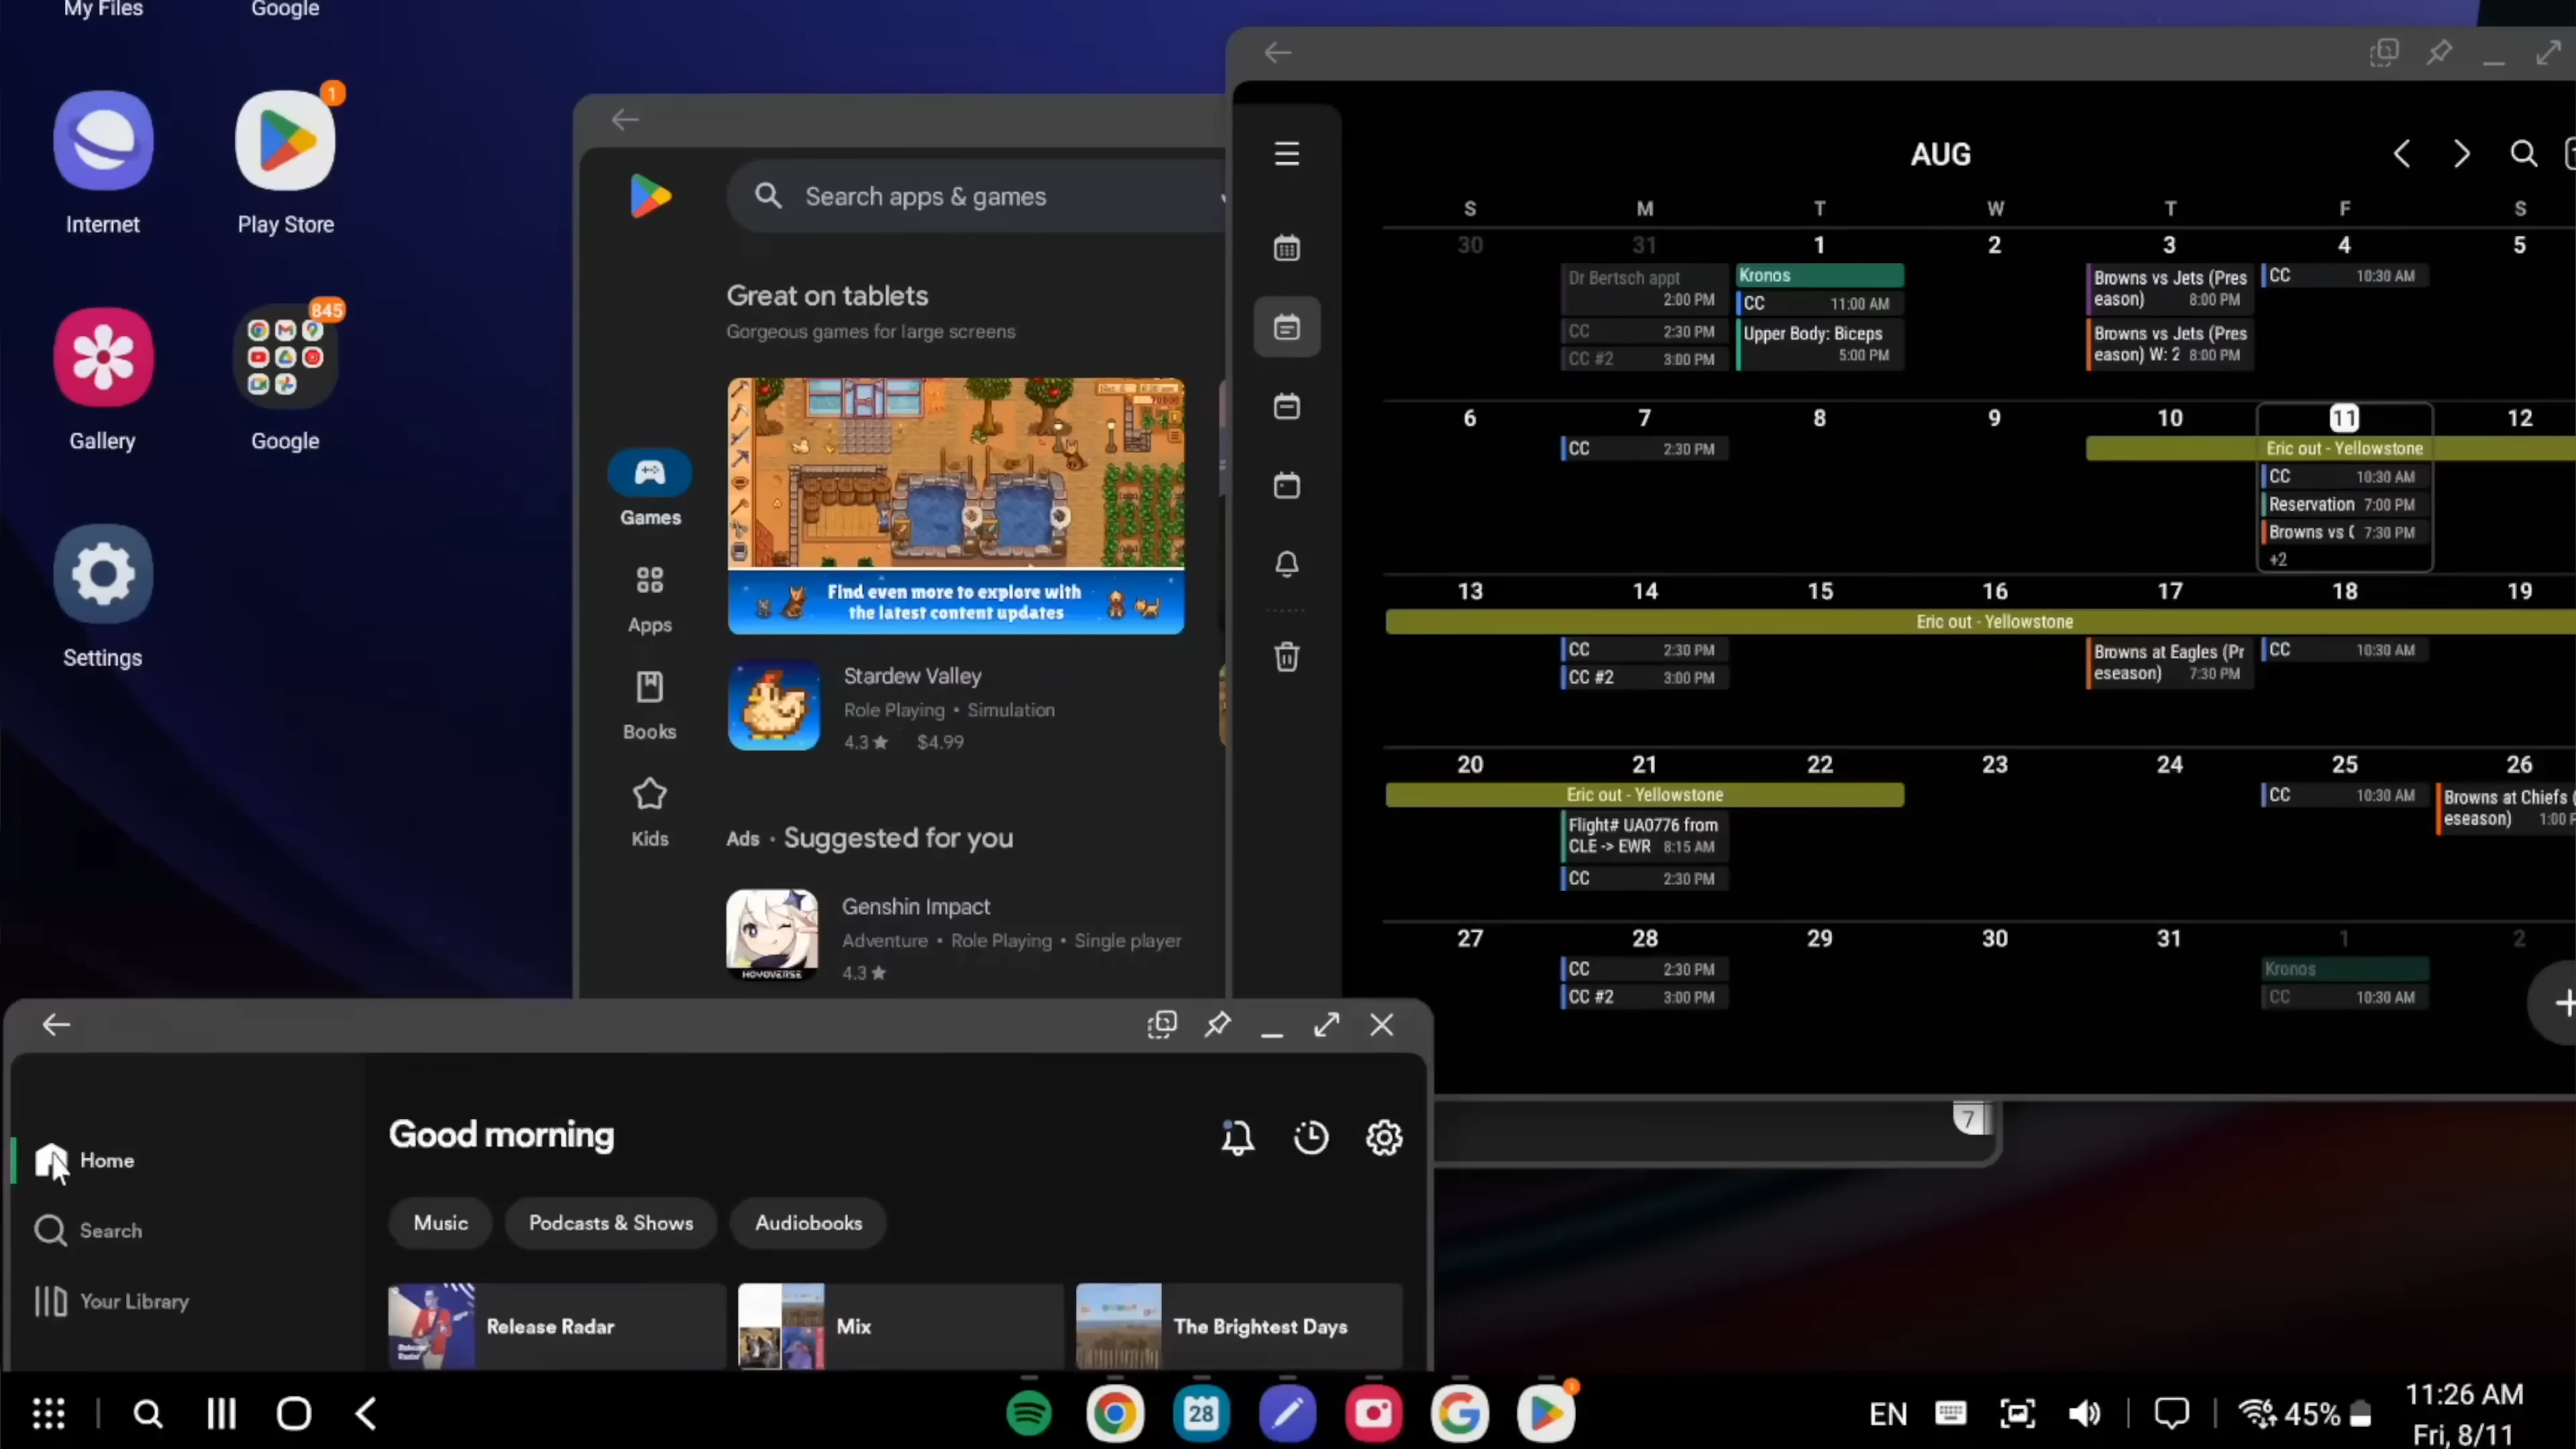 My Files
Google
Internet
1
Play Store
Gallery
845
Google
Settings
Search apps & games
Great on tablets
Gorgeous games for large screens
Games
Apps
Books
Kids
Find even more to explore with
the latest content updates
Stardew Valley
Role Playing • Simulation
4.3★ $4.99
Ads • Suggested for you
Genshin Impact
Adventure • Role Playing • Single player
4.3★
HOYOVERSE
AUG
S M T W T F S
30 31 1 2 3 4 5
Dr Bertsch appt
2:00 PM
CC 2:30 PM
CC #2 3:00 PM
Kronos
CC 11:00 AM
Upper Body: Biceps
5:00 PM
Browns vs Jets (Pres
eason) 8:00 PM
Browns vs Jets (Pres
eason) W: 2 8:00 PM
CC 10:30 AM
6 7 8 9 10 11 12
CC 2:30 PM
Eric out - Yellowstone
CC 10:30 AM
Reservation 7:00 PM
Browns vs ( 7:30 PM
+2
13 14 15 16 17 18 19
Eric out - Yellowstone
CC 2:30 PM
CC #2 3:00 PM
Browns at Eagles (Pr
eseason) 7:30 PM
CC 10:30 AM
20 21 22 23 24 25 26
Eric out - Yellowstone
Flight# UA0776 from
CLE -> EWR 8:15 AM
CC 2:30 PM
CC 10:30 AM
Browns at Chiefs (
eseason) 1:00 P
27 28 29 30 31 1 2
CC 2:30 PM
CC #2 3:00 PM
Kronos
CC 10:30 AM
7
Good morning
Home
Search
Your Library
Music
Podcasts & Shows
Audiobooks
Release Radar
Mix
The Brightest Days
28
EN
45%
11:26 AM
Fri, 8/11